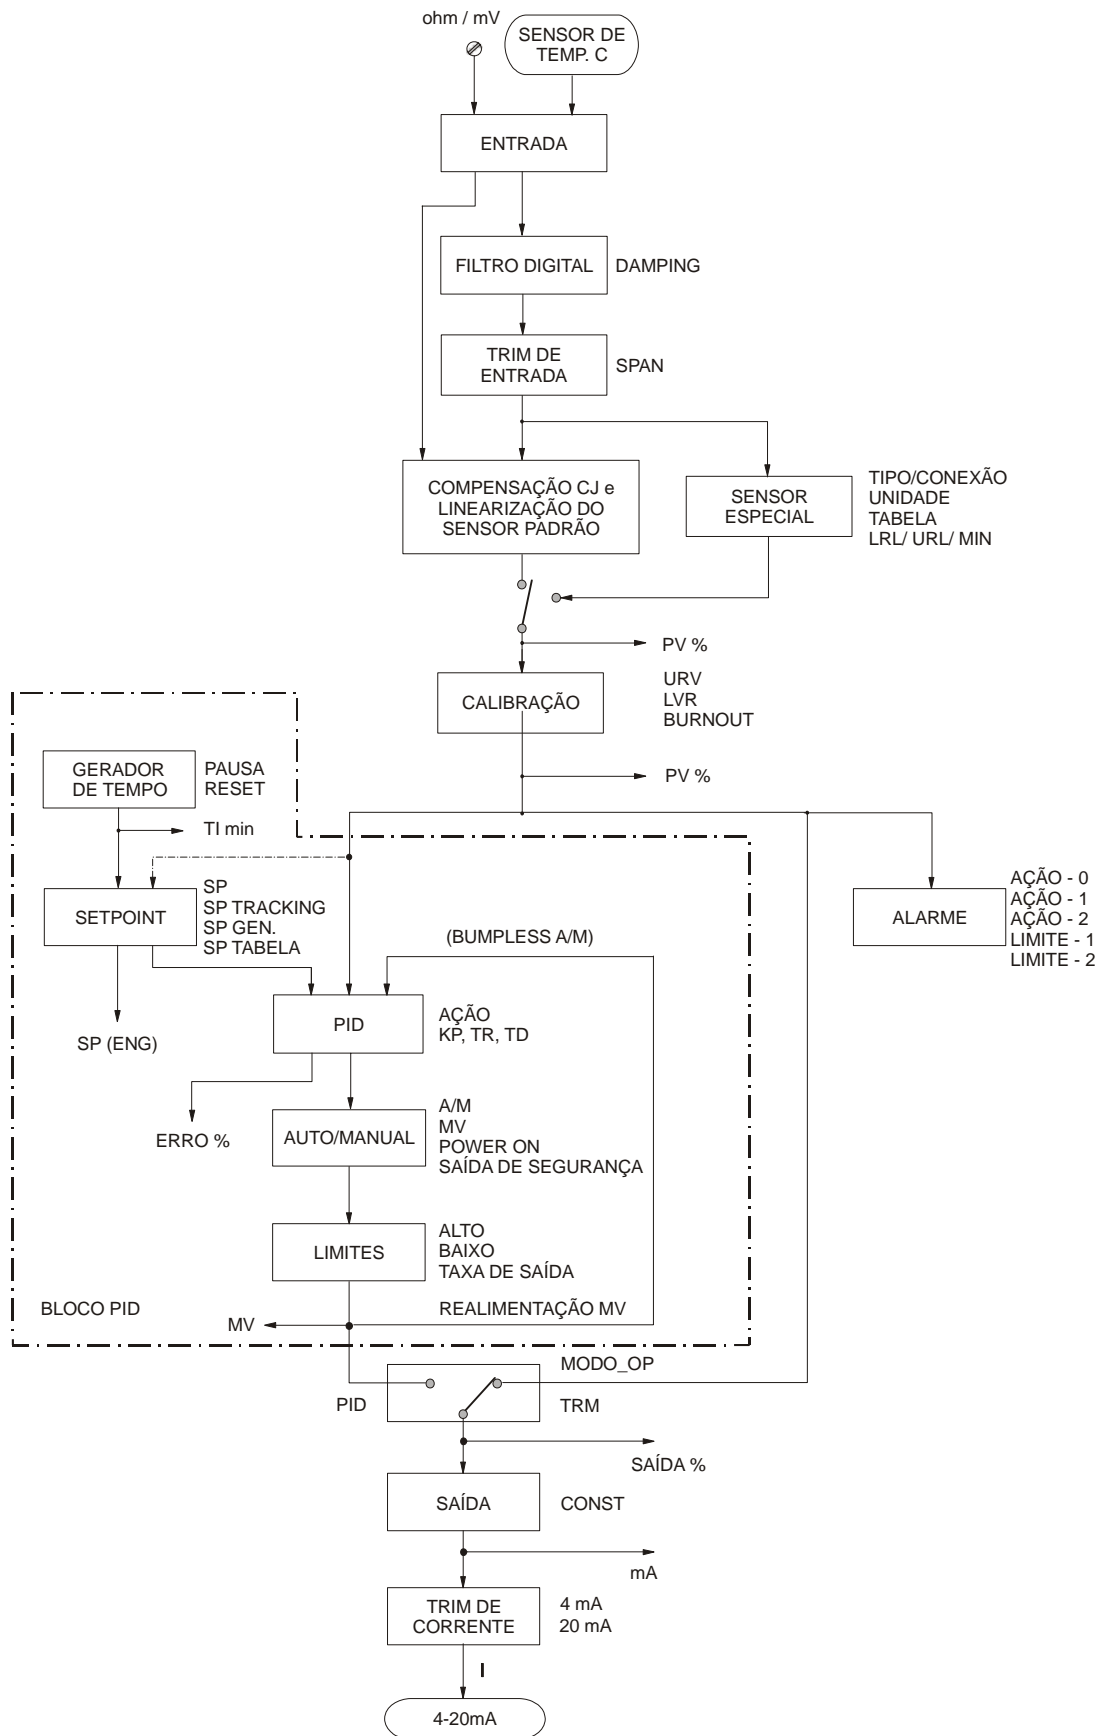 ohm / mV
SENSOR DE
TEMP. C
ENTRADA
FILTRO DIGITAL
DAMPING
TRIM DE
ENTRADA
SPAN
COMPENSAÇÃO CJ e
LINEARIZAÇÃO DO
SENSOR PADRÃO
SENSOR
ESPECIAL
TIPO/CONEXÃO
UNIDADE
TABELA
LRL/ URL/ MIN
PV %
CALIBRAÇÃO
URV
LVR
BURNOUT
PV %
GERADOR
DE TEMPO
PAUSA
RESET
TI min
SETPOINT
SP
SP TRACKING
SP GEN.
SP TABELA
ALARME
AÇÃO - 0
AÇÃO - 1
AÇÃO - 2
LIMITE - 1
LIMITE - 2
(BUMPLESS A/M)
PID
AÇÃO
KP, TR, TD
SP (ENG)
ERRO %
AUTO/MANUAL
A/M
MV
POWER ON
SAÍDA DE SEGURANÇA
LIMITES
ALTO
BAIXO
TAXA DE SAÍDA
BLOCO PID
MV
REALIMENTAÇÃO MV
MODO_OP
PID
TRM
SAÍDA %
SAÍDA
CONST
mA
TRIM DE
CORRENTE
4 mA
20 mA
I
4-20mA